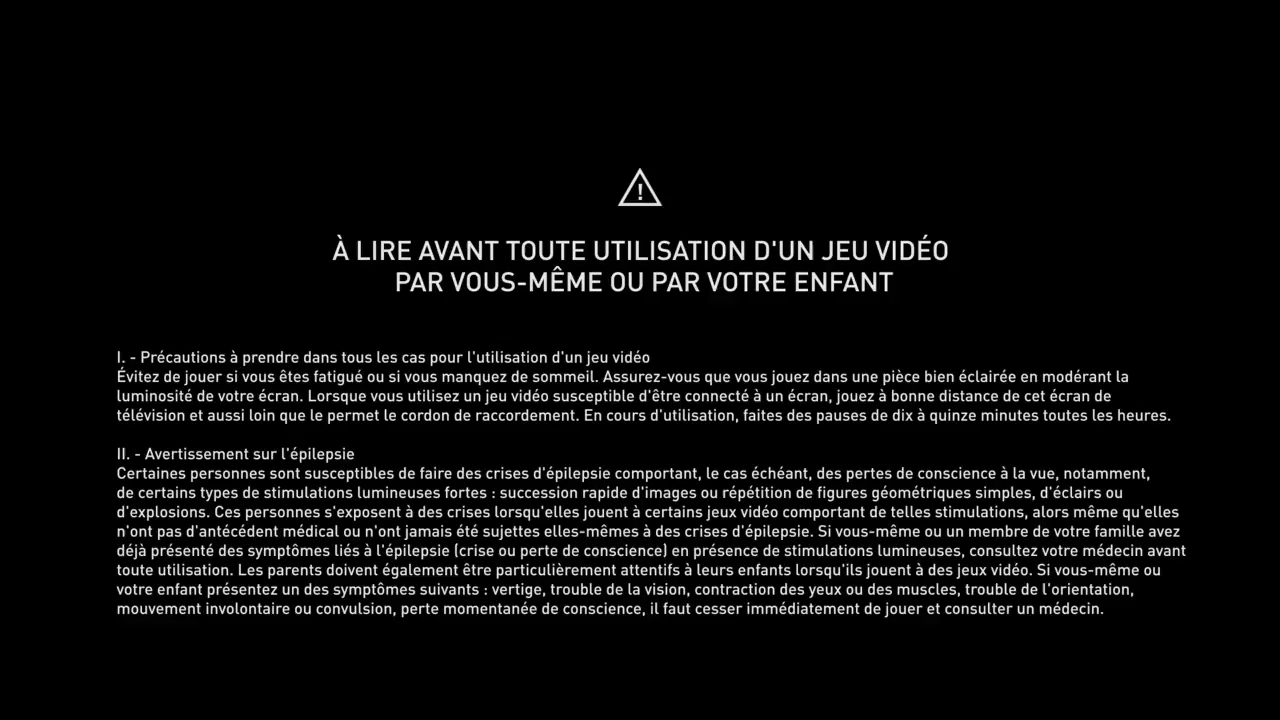 À LIRE AVANT TOUTE UTILISATION D'UN JEU VIDÉO
PAR VOUS-MÊME OU PAR VOTRE ENFANT
I. - Précautions à prendre dans tous les cas pour l'utilisation d'un jeu vidéo
Évitez de jouer si vous êtes fatigué ou si vous manquez de sommeil. Assurez-vous que vous jouez dans une pièce bien éclairée en modérant la
luminosité de votre écran. Lorsque vous utilisez un jeu vidéo susceptible d'être connecté à un écran, jouez à bonne distance de cet écran de
télévision et aussi loin que le permet le cordon de raccordement. En cours d'utilisation, faites des pauses de dix à quinze minutes toutes les heures.
II. - Avertissement sur l'épilepsie
Certaines personnes sont susceptibles de faire des crises d'épilepsie comportant, le cas échéant, des pertes de conscience à la vue, notamment,
de certains types de stimulations lumineuses fortes : succession rapide d'images ou répétition de figures géométriques simples, d'éclairs ou
d'explosions. Ces personnes s'exposent à des crises lorsqu'elles jouent à certains jeux vidéo comportant de telles stimulations, alors même qu'elles
n'ont pas d'antécédent médical ou n'ont jamais été sujettes elles-mêmes à des crises d'épilepsie. Si vous-même ou un membre de votre famille avez
déjà présenté des symptômes liés à l'épilepsie (crise ou perte de conscience) en présence de stimulations lumineuses, consultez votre médecin avant
toute utilisation. Les parents doivent également être particulièrement attentifs à leurs enfants lorsqu'ils jouent à des jeux vidéo. Si vous-même ou
votre enfant présentez un des symptômes suivants : vertige, trouble de la vision, contraction des yeux ou des muscles, trouble de l'orientation,
mouvement involontaire ou convulsion, perte momentanée de conscience, il faut cesser immédiatement de jouer et consulter un médecin.